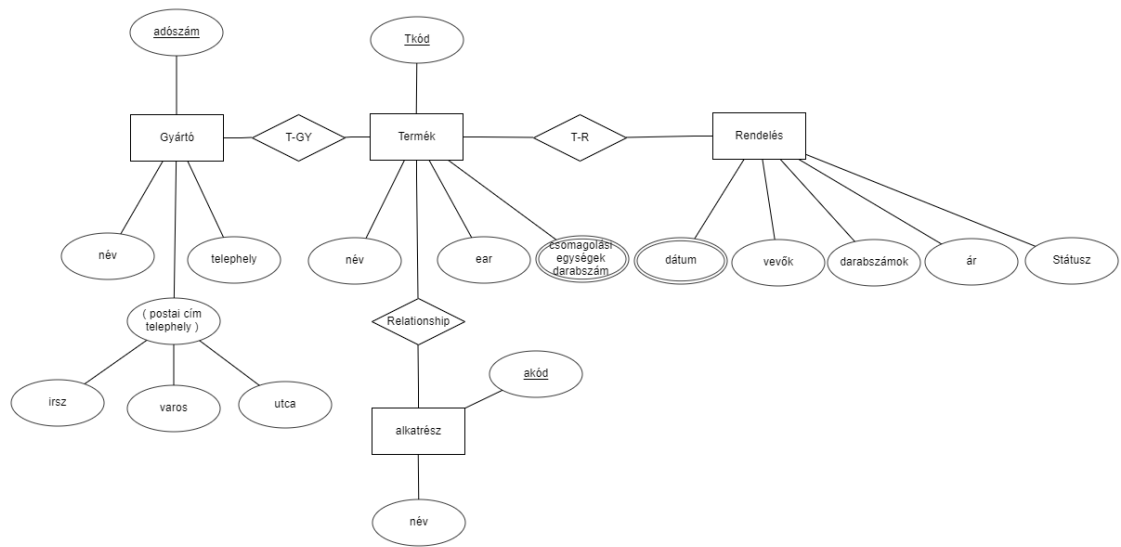 adószám
Tkód
Gyártó
T-GY
Termék
T-R
Rendelés
név
telephely
név
ear
csomagolási
egységek
darabszám
dátum
vevők
darabszámok
ár
Státusz
( postai cím
telephely )
Relationship
irsz
varos
utca
akód
alkatrész
név